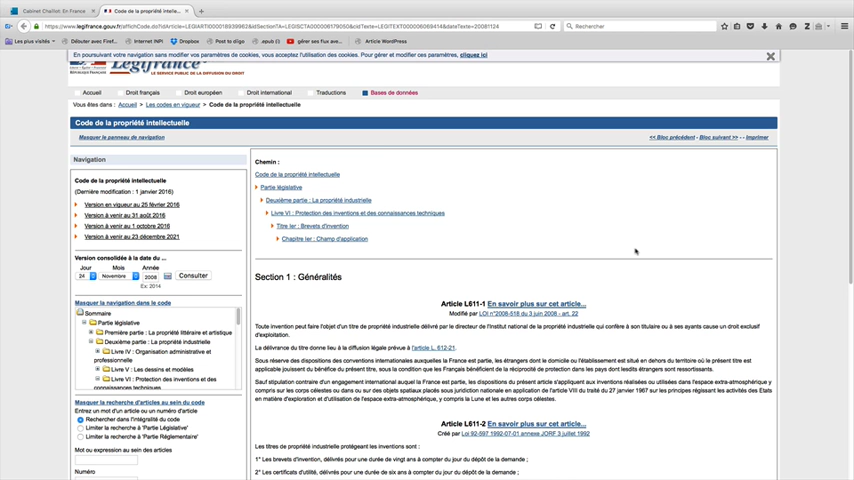 Cabinet Chaillot: En France
Code de la propriété intelle...
www.legifrance.gouv.fr/affichCode.do?idArticle=LEGIARTI000018939962&idSectionTA=LEGISCTA000006179050&cidTexte=LEGITEXT000006069414&dateTexte=20081124
Rechercher
Les plus visités
Débuter avec Firef...
Internet INPI
Dropbox
Post to diigo
.epub (i)
gérer ses flux avec...
Article WordPress
En poursuivant votre navigation sans modifier vos paramètres de cookies, vous acceptez l'utilisation des cookies. Pour gérer et modifier ces paramètres, cliquez ici
Legifrance
RÉPUBLIQUE FRANÇAISE
LE SERVICE PUBLIC DE LA DIFFUSION DU DROIT
Accueil
Droit français
Droit européen
Droit international
Traductions
Bases de données
Vous êtes dans : Accueil > Les codes en vigueur > Code de la propriété intellectuelle
Code de la propriété intellectuelle
Masquer le panneau de navigation
<< Bloc précédent - Bloc suivant >> - - Imprimer
Navigation
Code de la propriété intellectuelle
(Dernière modification : 1 janvier 2016)
Version en vigueur au 25 février 2016
Version à venir au 31 août 2016
Version à venir au 1 octobre 2016
Version à venir au 23 décembre 2021
Version consolidée à la date du ...
Jour Mois Année
24 Novembre 2008 Consulter
Ex: 2014
Masquer la navigation dans le code
Sommaire
Partie législative
Première partie : La propriété littéraire et artistique
Deuxième partie : La propriété industrielle
Livre IV : Organisation administrative et
professionnelle
Livre V : Les dessins et modèles
Livre VI : Protection des inventions et des
connaissances techniques
Masquer la recherche d'articles au sein du code
Entrez un mot d'un article ou un numéro d'article
Rechercher dans l'intégralité du code
Limiter la recherche à 'Partie Législative'
Limiter la recherche à 'Partie Réglementaire'
Mot ou expression au sein des articles
Numéro
Chemin :
Code de la propriété intellectuelle
Partie législative
Deuxième partie : La propriété industrielle
Livre VI : Protection des inventions et des connaissances techniques
Titre Ier : Brevets d'invention
Chapitre Ier : Champ d'application
Section 1 : Généralités
Article L611-1 En savoir plus sur cet article...
Modifié par LOI n°2008-518 du 3 juin 2008 - art. 22
Toute invention peut faire l'objet d'un titre de propriété industrielle délivré par le directeur de l'Institut national de la propriété industrielle qui confère à son titulaire ou à ses ayants cause un droit exclusif
d'exploitation.
La délivrance du titre donne lieu à la diffusion légale prévue à l'article L. 612-21.
Sous réserve des dispositions des conventions internationales auxquelles la France est partie, les étrangers dont le domicile ou l'établissement est situé en dehors du territoire où le présent titre est
applicable jouissent du bénéfice du présent titre, sous la condition que les Français bénéficient de la réciprocité de protection dans les pays dont lesdits étrangers sont ressortissants.
Sauf stipulation contraire d'un engagement international auquel la France est partie, les dispositions du présent article s'appliquent aux inventions réalisées ou utilisées dans l'espace extra-atmosphérique y
compris sur les corps célestes ou dans ou sur des objets spatiaux placés sous juridiction nationale en application de l'article VIII du traité du 27 janvier 1967 sur les principes régissant les activités des Etats
en matière d'exploration et d'utilisation de l'espace extra-atmosphérique, y compris la Lune et les autres corps célestes.
Article L611-2 En savoir plus sur cet article...
Créé par Loi 92-597 1992-07-01 annexe JORF 3 juillet 1992
Les titres de propriété industrielle protégeant les inventions sont :
1° Les brevets d'invention, délivrés pour une durée de vingt ans à compter du jour du dépôt de la demande ;
2° Les certificats d'utilité, délivrés pour une durée de six ans à compter du jour du dépôt de la demande ;